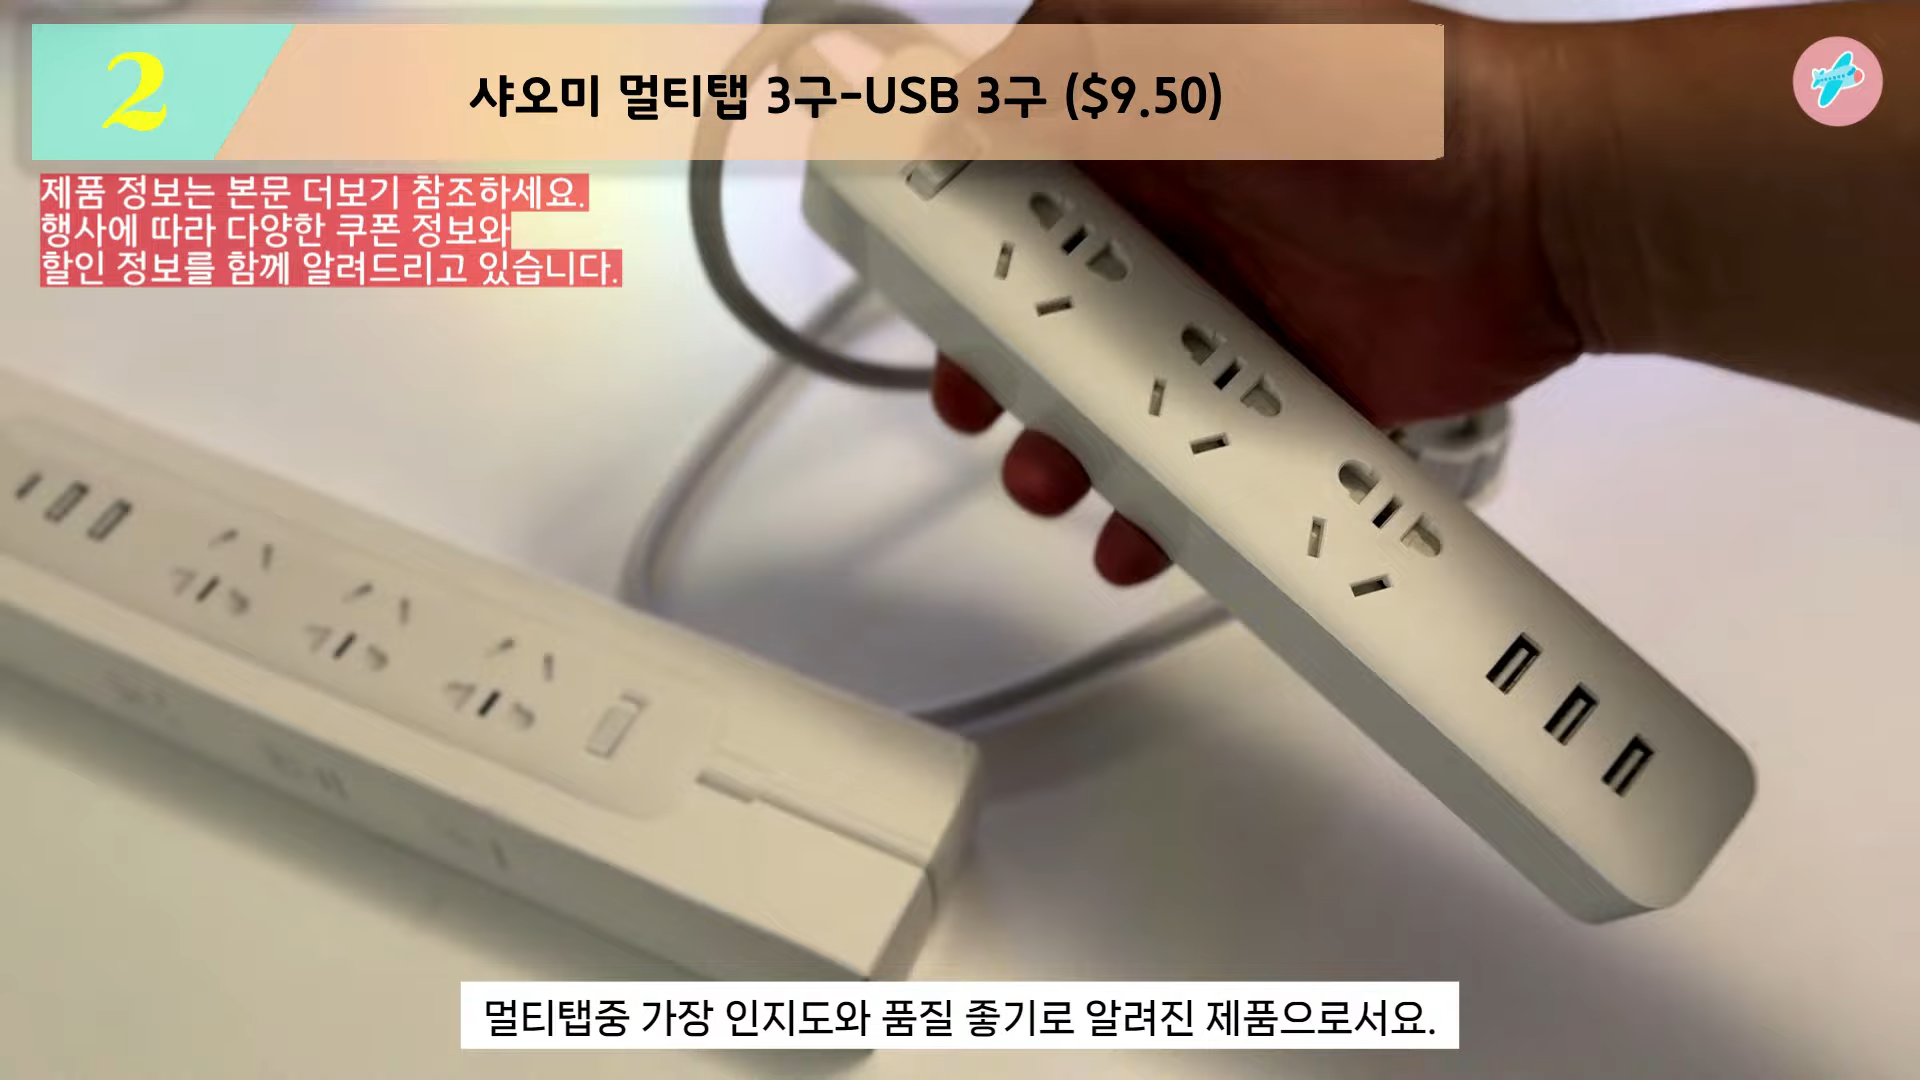 2
샤오미 멀티탭 3구-USB 3구 ($9.50)
제품 정보는 본문 더보기 참조하세요.
행사에 따라 다양한 쿠폰 정보와
할인 정보를 함께 알려드리고 있습니다.
멀티탭중 가장 인지도와 품질 좋기로 알려진 제품으로서요.